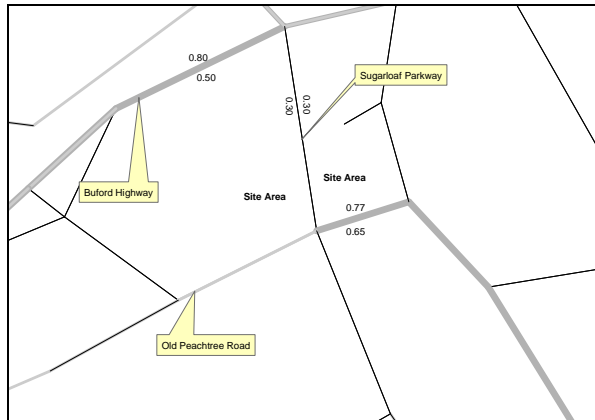 0.80
0.50
Sugarloaf Parkway
0.30
0.30
Buford Highway
Site Area
Site Area
0.77
0.65
Old Peachtree Road